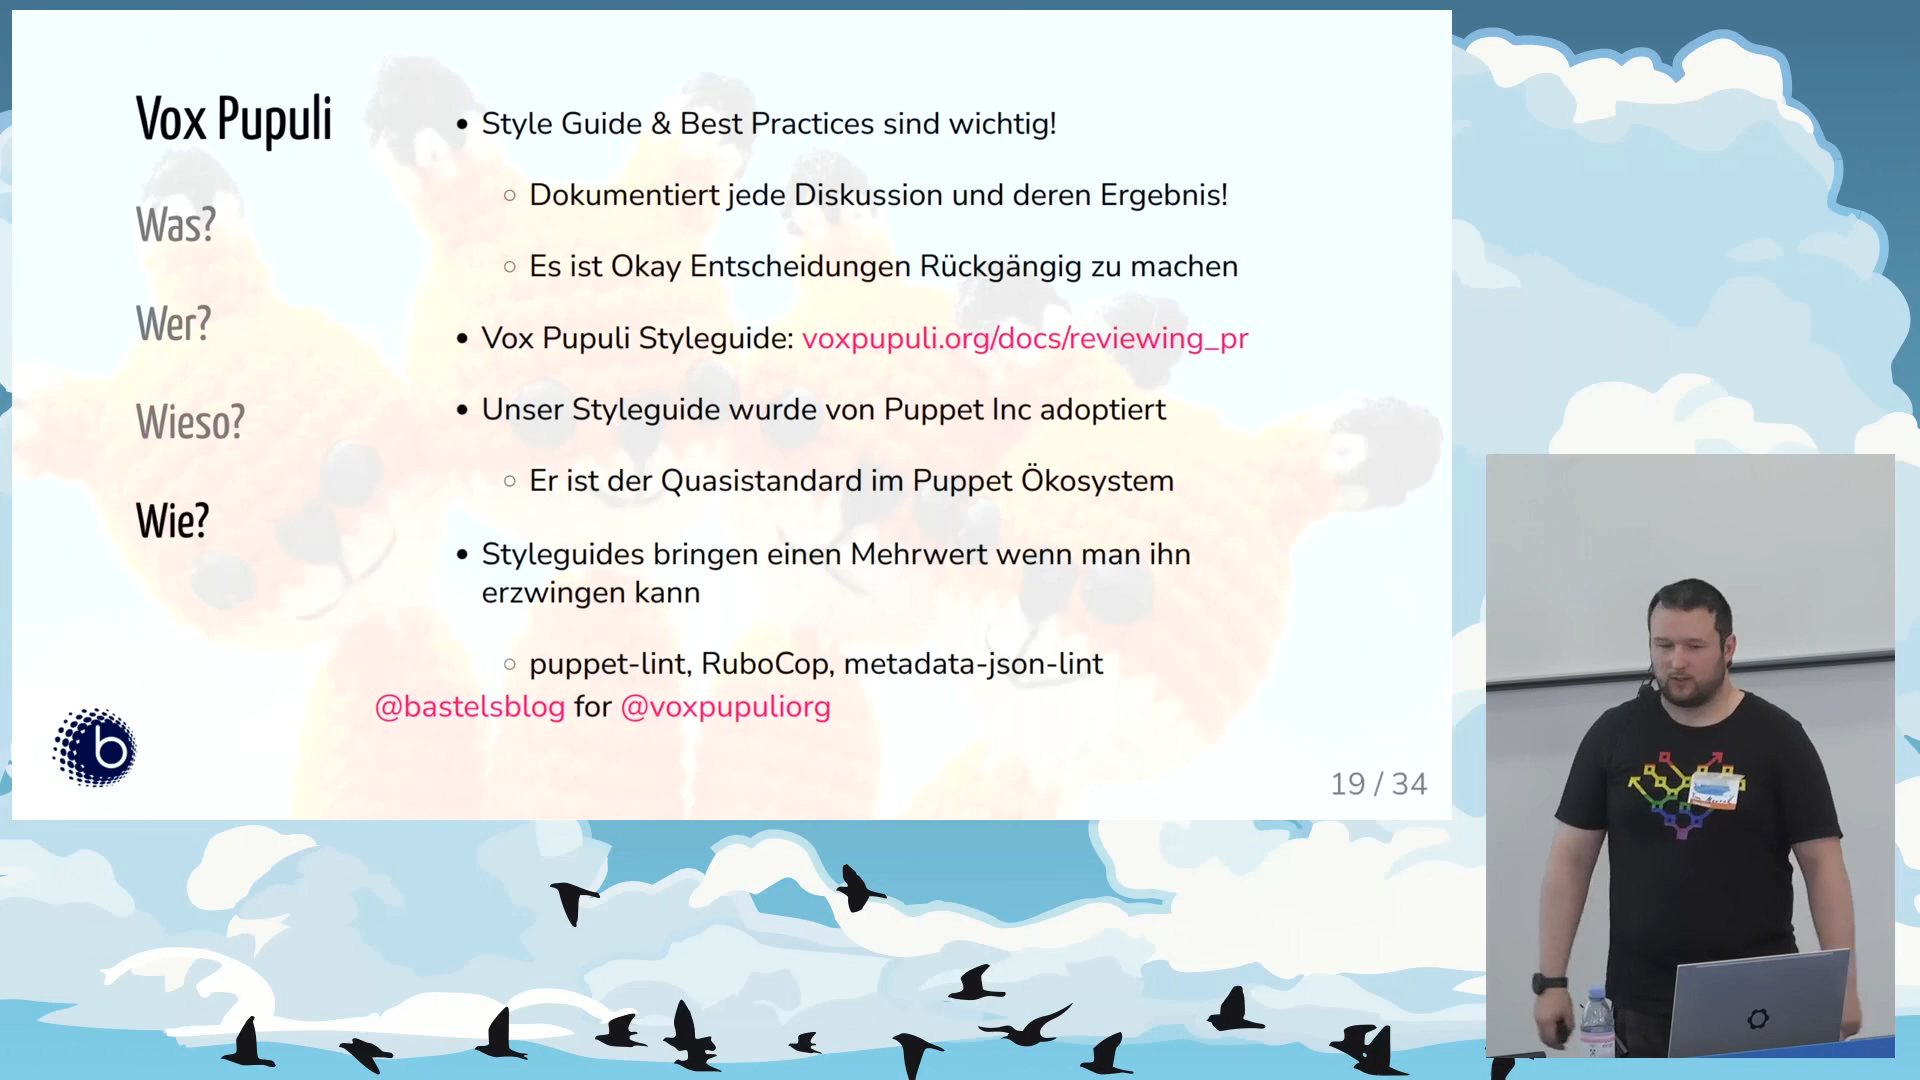 Vox Pupuli
Was?
Wer?
Wieso?
Wie?
• Style Guide & Best Practices sind wichtig!
○ Dokumentiert jede Diskussion und deren Ergebnis!
○ Es ist Okay Entscheidungen Rückgängig zu machen
• Vox Pupuli Styleguide: voxpupuli.org/docs/reviewing_pr
• Unser Styleguide wurde von Puppet Inc adoptiert
○ Er ist der Quasistandard im Puppet Ökosystem
• Styleguides bringen einen Mehrwert wenn man ihn
erzwingen kann
○ puppet-lint, RuboCop, metadata-json-lint
@bastelsblog for @voxpupuliorg
b
19 / 34